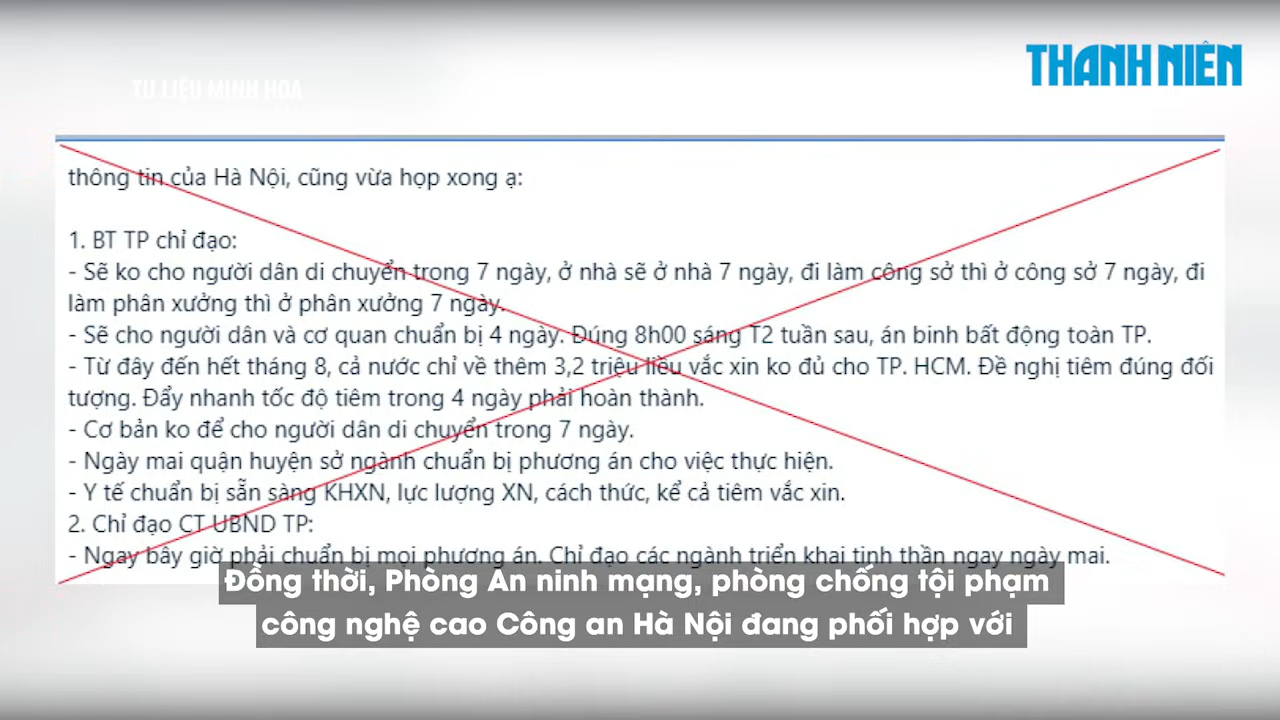 TƯ LIỆU MINH HỌA
THANH NIÊN
thông tin của Hà Nội, cũng vừa họp xong ạ:
1. BT TP chỉ đạo:
- Sẽ ko cho người dân di chuyển trong 7 ngày, ở nhà sẽ ở nhà 7 ngày, đi làm công sở thì ở công sở 7 ngày, đi
làm phân xưởng thì ở phân xưởng 7 ngày.
- Sẽ cho người dân và cơ quan chuẩn bị 4 ngày. Đúng 8h00 sáng T2 tuần sau, án binh bất động toàn TP.
- Từ đây đến hết tháng 8, cả nước chỉ về thêm 3,2 triệu liều vắc xin ko đủ cho TP. HCM. Đề nghị tiêm đúng đối
tượng. Đẩy nhanh tốc độ tiêm trong 4 ngày phải hoàn thành.
- Cơ bản ko để cho người dân di chuyển trong 7 ngày.
- Ngày mai quận huyện sở ngành chuẩn bị phương án cho việc thực hiện.
- Y tế chuẩn bị sẵn sàng KHXN, lực lượng XN, cách thức, kể cả tiêm vắc xin.
2. Chỉ đạo CT UBND TP:
- Ngay bây giờ phải chuẩn bị mọi phương án. Chỉ đạo các ngành triển khai tinh thần ngay ngày mai.
Đồng thời, Phòng An ninh mạng, phòng chống tội phạm
công nghệ cao Công an Hà Nội đang phối hợp với